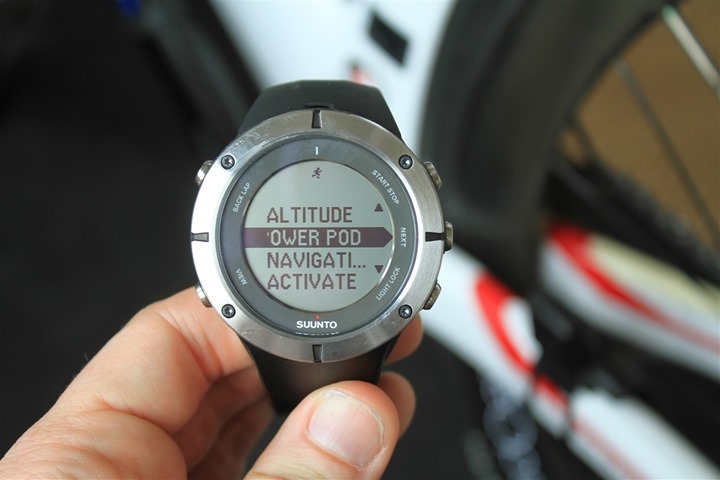 BACK LAP
START STOP
ALTITUDE
'OWER POD
NEXT
NAVIGATI...
ACTIVATE
VIEW
LIGHT LOCK
SUUNTO